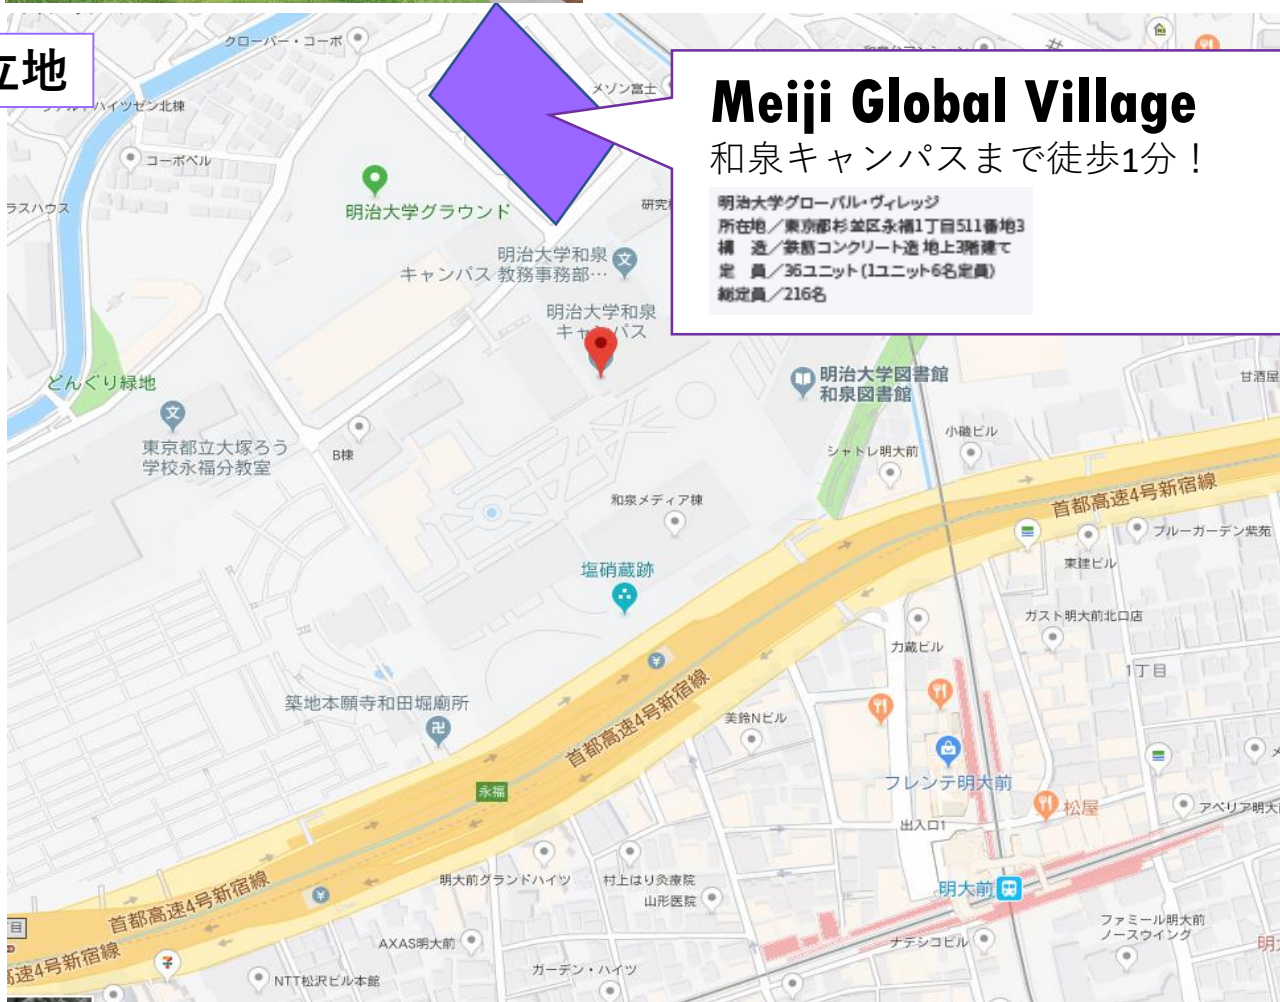 クローバー・コーポ
立地
メゾン富士
Meiji Global Village
和泉キャンパスまで徒歩1分！
コーポベル
明治大学グローバル・ヴィレッジ
所在地／東京都杉並区永福1丁目511番地3
構　造／鉄筋コンクリート造 地上3階建て
定　員／36ユニット(1ユニット6名定員)
総定員／216名
ラスハウス
明治大学グラウンド
研究
明治大学和泉
キャンパス 教務事務部…
明治大学和泉
キャンパス
どんぐり緑地
明治大学図書館
和泉図書館
甘酒屋
東京都立大塚ろう
学校永福分教室
B棟
小磯ビル
シャトレ明大前
首都高速4号新宿線
和泉メディア棟
ブルーガーデン紫苑
東建ビル
塩硝蔵跡
ガスト明大前北口店
力蔵ビル
1丁目
築地本願寺和田堀廟所
首都高速4号新宿線
美鈴Nビル
フレンテ明大前
永福
松屋
アベリア明大
出入口1
明大前グランドハイツ
村上はり灸療院
山形医院
明大前
首都高速4号新宿線
ファミール明大前
ノースウイング
AXAS明大前
ナデシコビル
高速4号新宿線
ガーデン・ハイツ
NTT松沢ビル本館